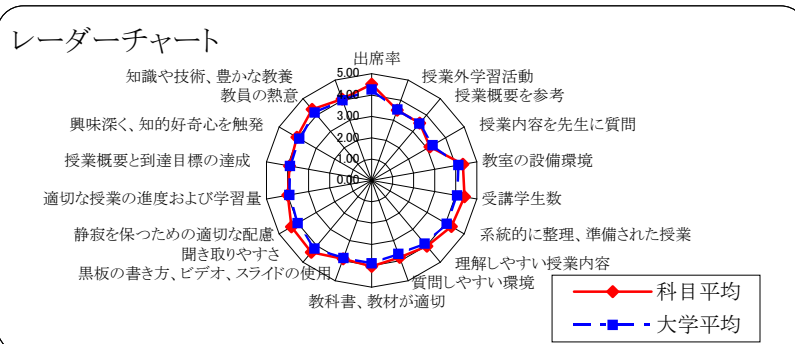 レーダーチャート
出席率
授業外学習活動
授業概要を参考
授業内容を先生に質問
教室の設備環境
受講学生数
系統的に整理、準備された授業
理解しやすい授業内容
質問しやすい環境
教科書、教材が適切
黒板の書き方、ビデオ、スライドの使用
聞き取りやすさ
静寂を保つための適切な配慮
適切な授業の進度および学習量
授業概要と到達目標の達成
興味深く、知的好奇心を触発
教員の熱意
知識や技術、豊かな教養
5.00
4.00
3.00
2.00
1.00
0.00
科目平均
大学平均